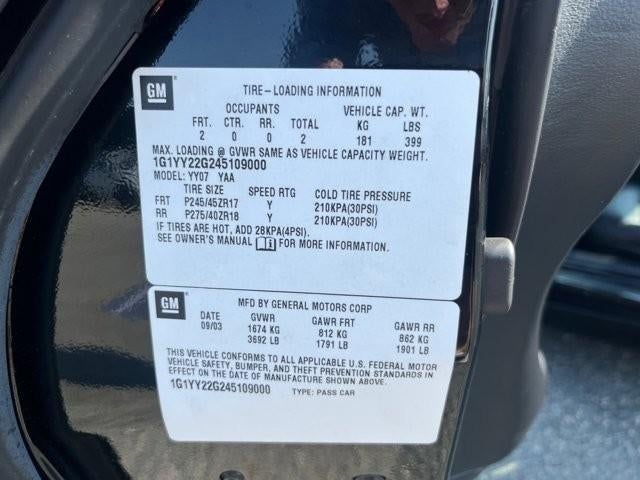 GM
TIRE-LOADING INFORMATION
OCCUPANTS VEHICLE CAP. WT.
FRT. CTR. RR. TOTAL KG LBS
2 0 0 2 181 399
MAX. LOADING @ GVWR SAME AS VEHICLE CAPACITY WEIGHT.
1G1YY22G245109000
MODEL: YY07 YAA
TIRE SIZE SPEED RTG COLD TIRE PRESSURE
FRT P245/45ZR17 Y 210KPA(30PSI)
RR P275/40ZR18 Y 210KPA(30PSI)
IF TIRES ARE HOT, ADD 28KPA(4PSI).
SEE OWNER'S MANUAL FOR MORE INFORMATION.
GM
MFD BY GENERAL MOTORS CORP
DATE GVWR GAWR FRT GAWR RR
09/03 1674 KG 812 KG 862 KG
3692 LB 1791 LB 1901 LB
THIS VEHICLE CONFORMS TO ALL APPLICABLE U.S. FEDERAL MOTOR
VEHICLE SAFETY, BUMPER, AND THEFT PREVENTION STANDARDS IN
EFFECT ON THE DATE OF MANUFACTURE SHOWN ABOVE.
1G1YY22G245109000 TYPE: PASS CAR